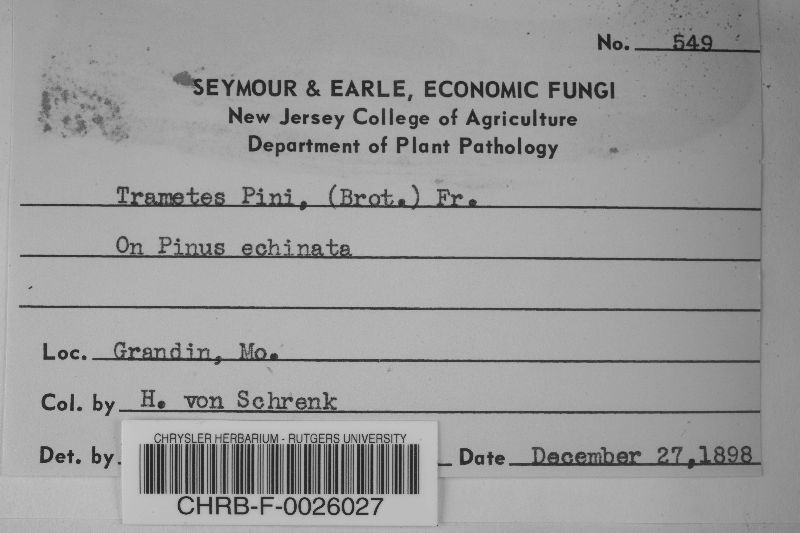 No. 549
SEYMOUR & EARLE, ECONOMIC FUNGI
New Jersey College of Agriculture
Department of Plant Pathology
Trametes Pini, (Brot.) Fr.
On Pinus echinata
Loc. Grandin, Mo.
Col. by H. von Schrenk
Det. by Date December 27,1898
CHRYSLER HERBARIUM - RUTGERS UNIVERSITY
CHRB-F-0026027